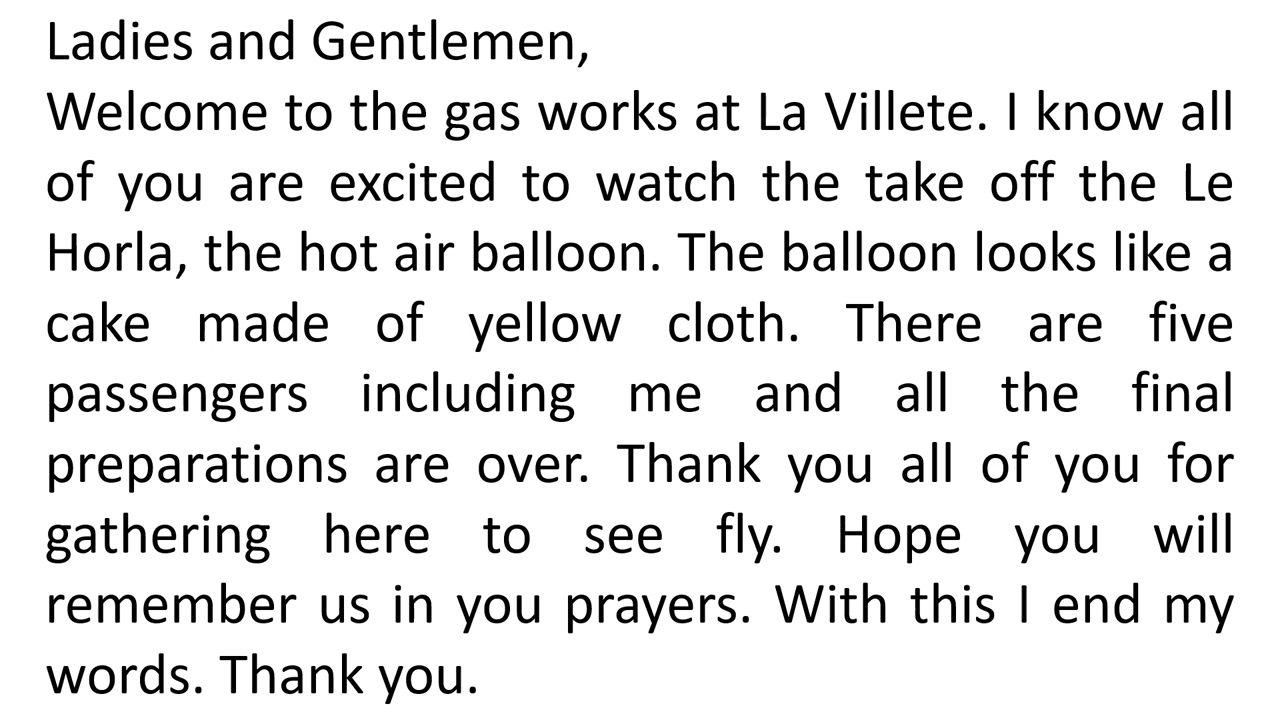 Ladies and Gentlemen,
Welcome to the gas works at La Villete. I know all
of you are excited to watch the take off the Le
Horla, the hot air balloon. The balloon looks like a
cake made of yellow cloth. There are five
passengers including me and all the final
preparations are over. Thank you all of you for
gathering here to see fly. Hope you will
remember us in you prayers. With this I end my
words. Thank you.